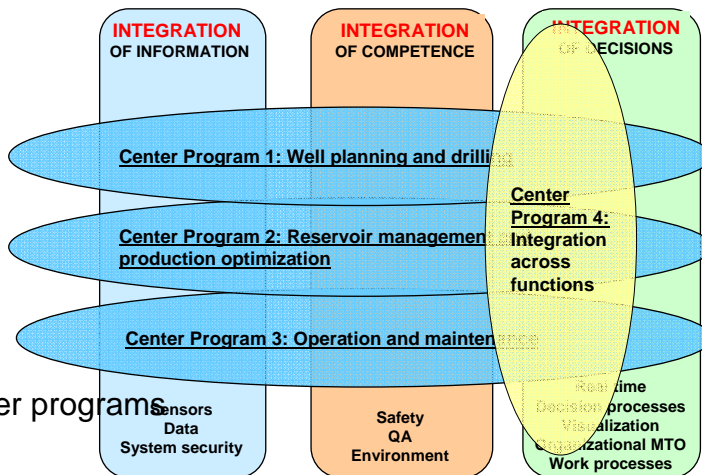 INTEGRATION
OF INFORMATION
INTEGRATION
OF COMPETENCE
INTEGRATION
OF DECISIONS
Center Program 1: Well planning and drilling
Center Program 2: Reservoir management
production optimization
Center Program 3: Operation and maintenance
Center
Program 4:
Integration
across
functions
er programs
Sensors
Data
System security
Safety
QA
Environment
Real time
Decision processes
Visualization
Organizational MTO
Work processes